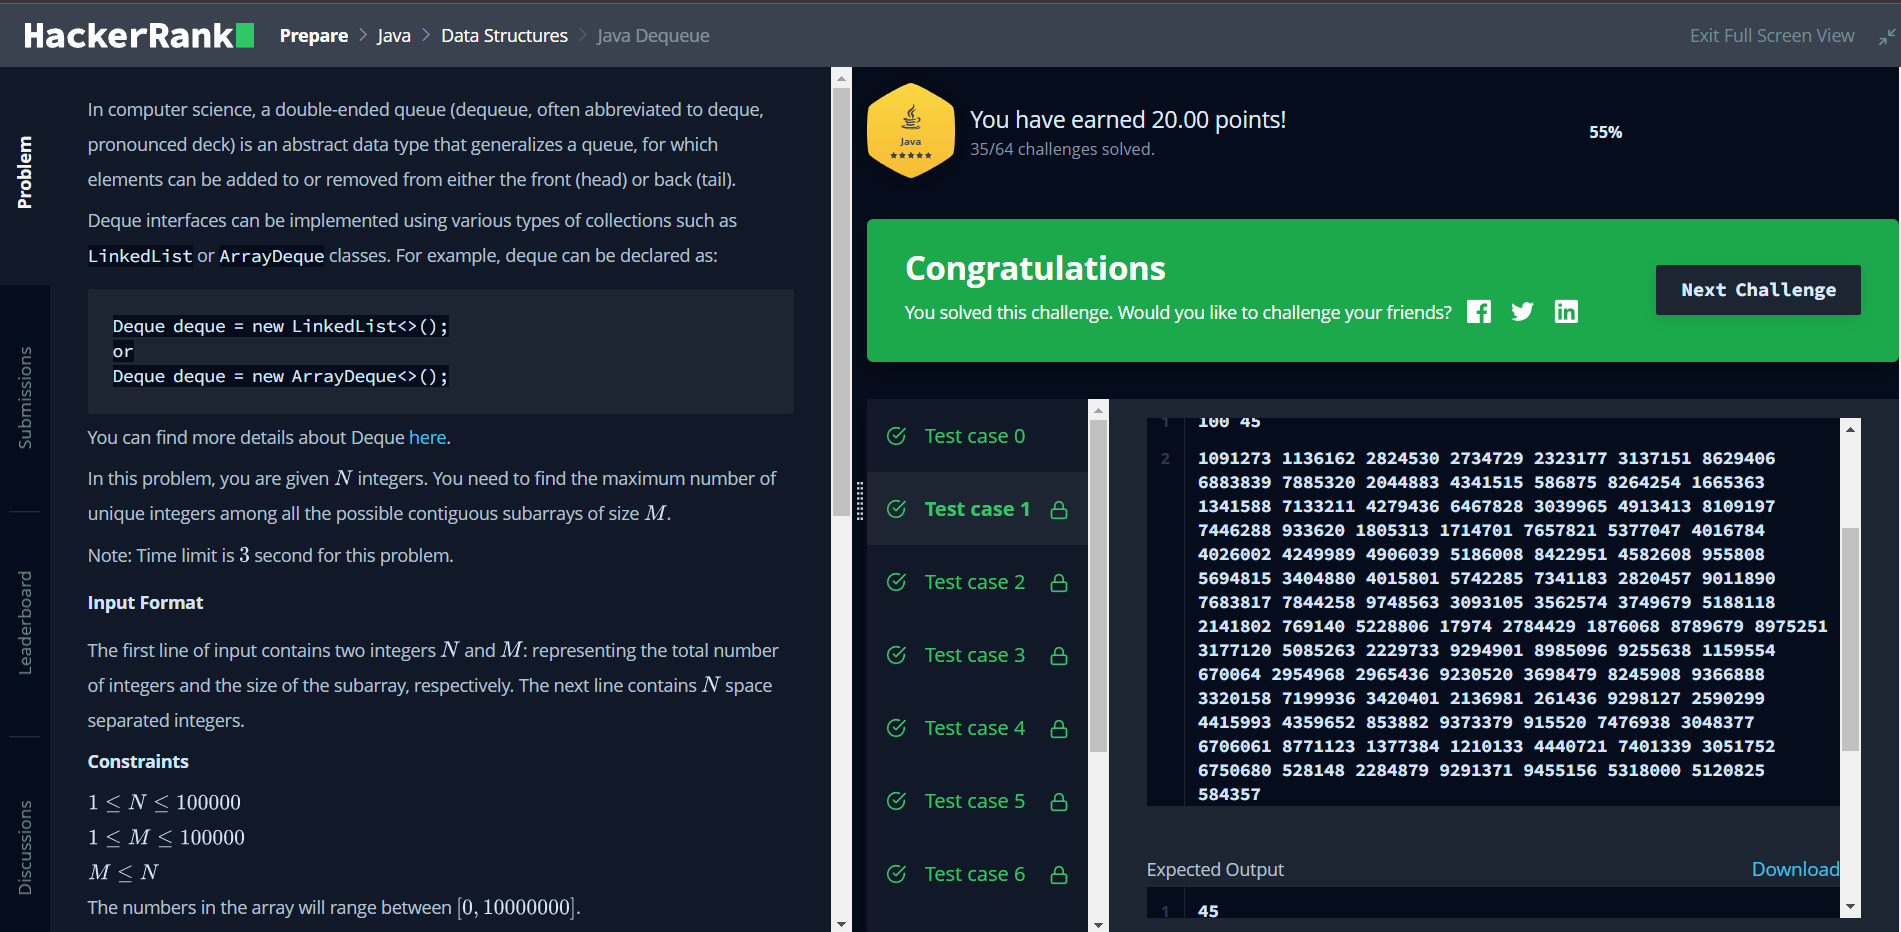 HackerRank
Prepare > Java > Data Structures > Java Dequeue
Exit Full Screen View
Problem
Submissions
Leaderboard
Discussions
In computer science, a double-ended queue (dequeue, often abbreviated to deque,
pronounced deck) is an abstract data type that generalizes a queue, for which
elements can be added to or removed from either the front (head) or back (tail).
Deque interfaces can be implemented using various types of collections such as
LinkedList or ArrayDeque classes. For example, deque can be declared as:
Deque deque = new LinkedList<>();
or
Deque deque = new ArrayDeque<>();
You can find more details about Deque here.
In this problem, you are given N integers. You need to find the maximum number of
unique integers among all the possible contiguous subarrays of size M.
Note: Time limit is 3 second for this problem.
Input Format
The first line of input contains two integers N and M: representing the total number
of integers and the size of the subarray, respectively. The next line contains N space
separated integers.
Constraints
1 ≤ N ≤ 100000
1 ≤ M ≤ 100000
M ≤ N
The numbers in the array will range between [0, 10000000].
Java
You have earned 20.00 points!
35/64 challenges solved.
55%
Congratulations
You solved this challenge. Would you like to challenge your friends?
Next Challenge
Test case 0
Test case 1
Test case 2
Test case 3
Test case 4
Test case 5
Test case 6
1 100 45
2 1091273 1136162 2824530 2734729 2323177 3137151 8629406
6883839 7885320 2044883 4341515 586875 8264254 1665363
1341588 7133211 4279436 6467828 3039965 4913413 8109197
7446288 933620 1805313 1714701 7657821 5377047 4016784
4026002 4249989 4906039 5186008 8422951 4582608 955808
5694815 3404880 4015801 5742285 7341183 2820457 9011890
7683817 7844258 9748563 3093105 3562574 3749679 5188118
2141802 769140 5228806 17974 2784429 1876068 8789679 8975251
3177120 5085263 2229733 9294901 8985096 9255638 1159554
670064 2954968 2965436 9230520 3698479 8245908 9366888
3320158 7199936 3420401 2136981 261436 9298127 2590299
4415993 4359652 853882 9373379 915520 7476938 3048377
6706061 8771123 1377384 1210133 4440721 7401339 3051752
6750680 528148 2284879 9291371 9455156 5318000 5120825
584357
Expected Output
Download
1 45